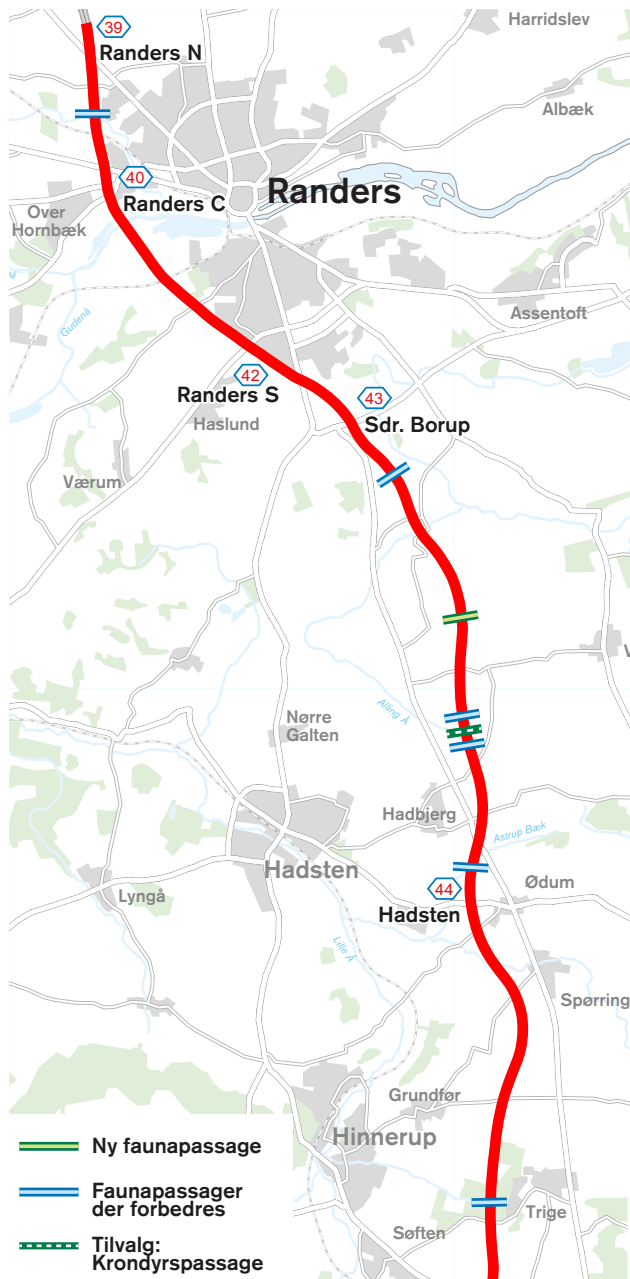 39
Randers N
Harridslev
Albæk
40
Randers C
Randers
Over
Hornbæk
Gudenå
Assentoft
42
Randers S
Haslund
43
Sdr. Borup
Værum
Alling Å
Nørre
Galten
Hadbjerg
Astrup Bæk
Hadsten
44
Hadsten
Ødum
Lyngå
Lille Å
Spørring
Grundfør
Hinnerup
Trige
Søften
Ny faunapassage
Faunapassager
der forbedres
Tilvalg:
Krondyrspassage